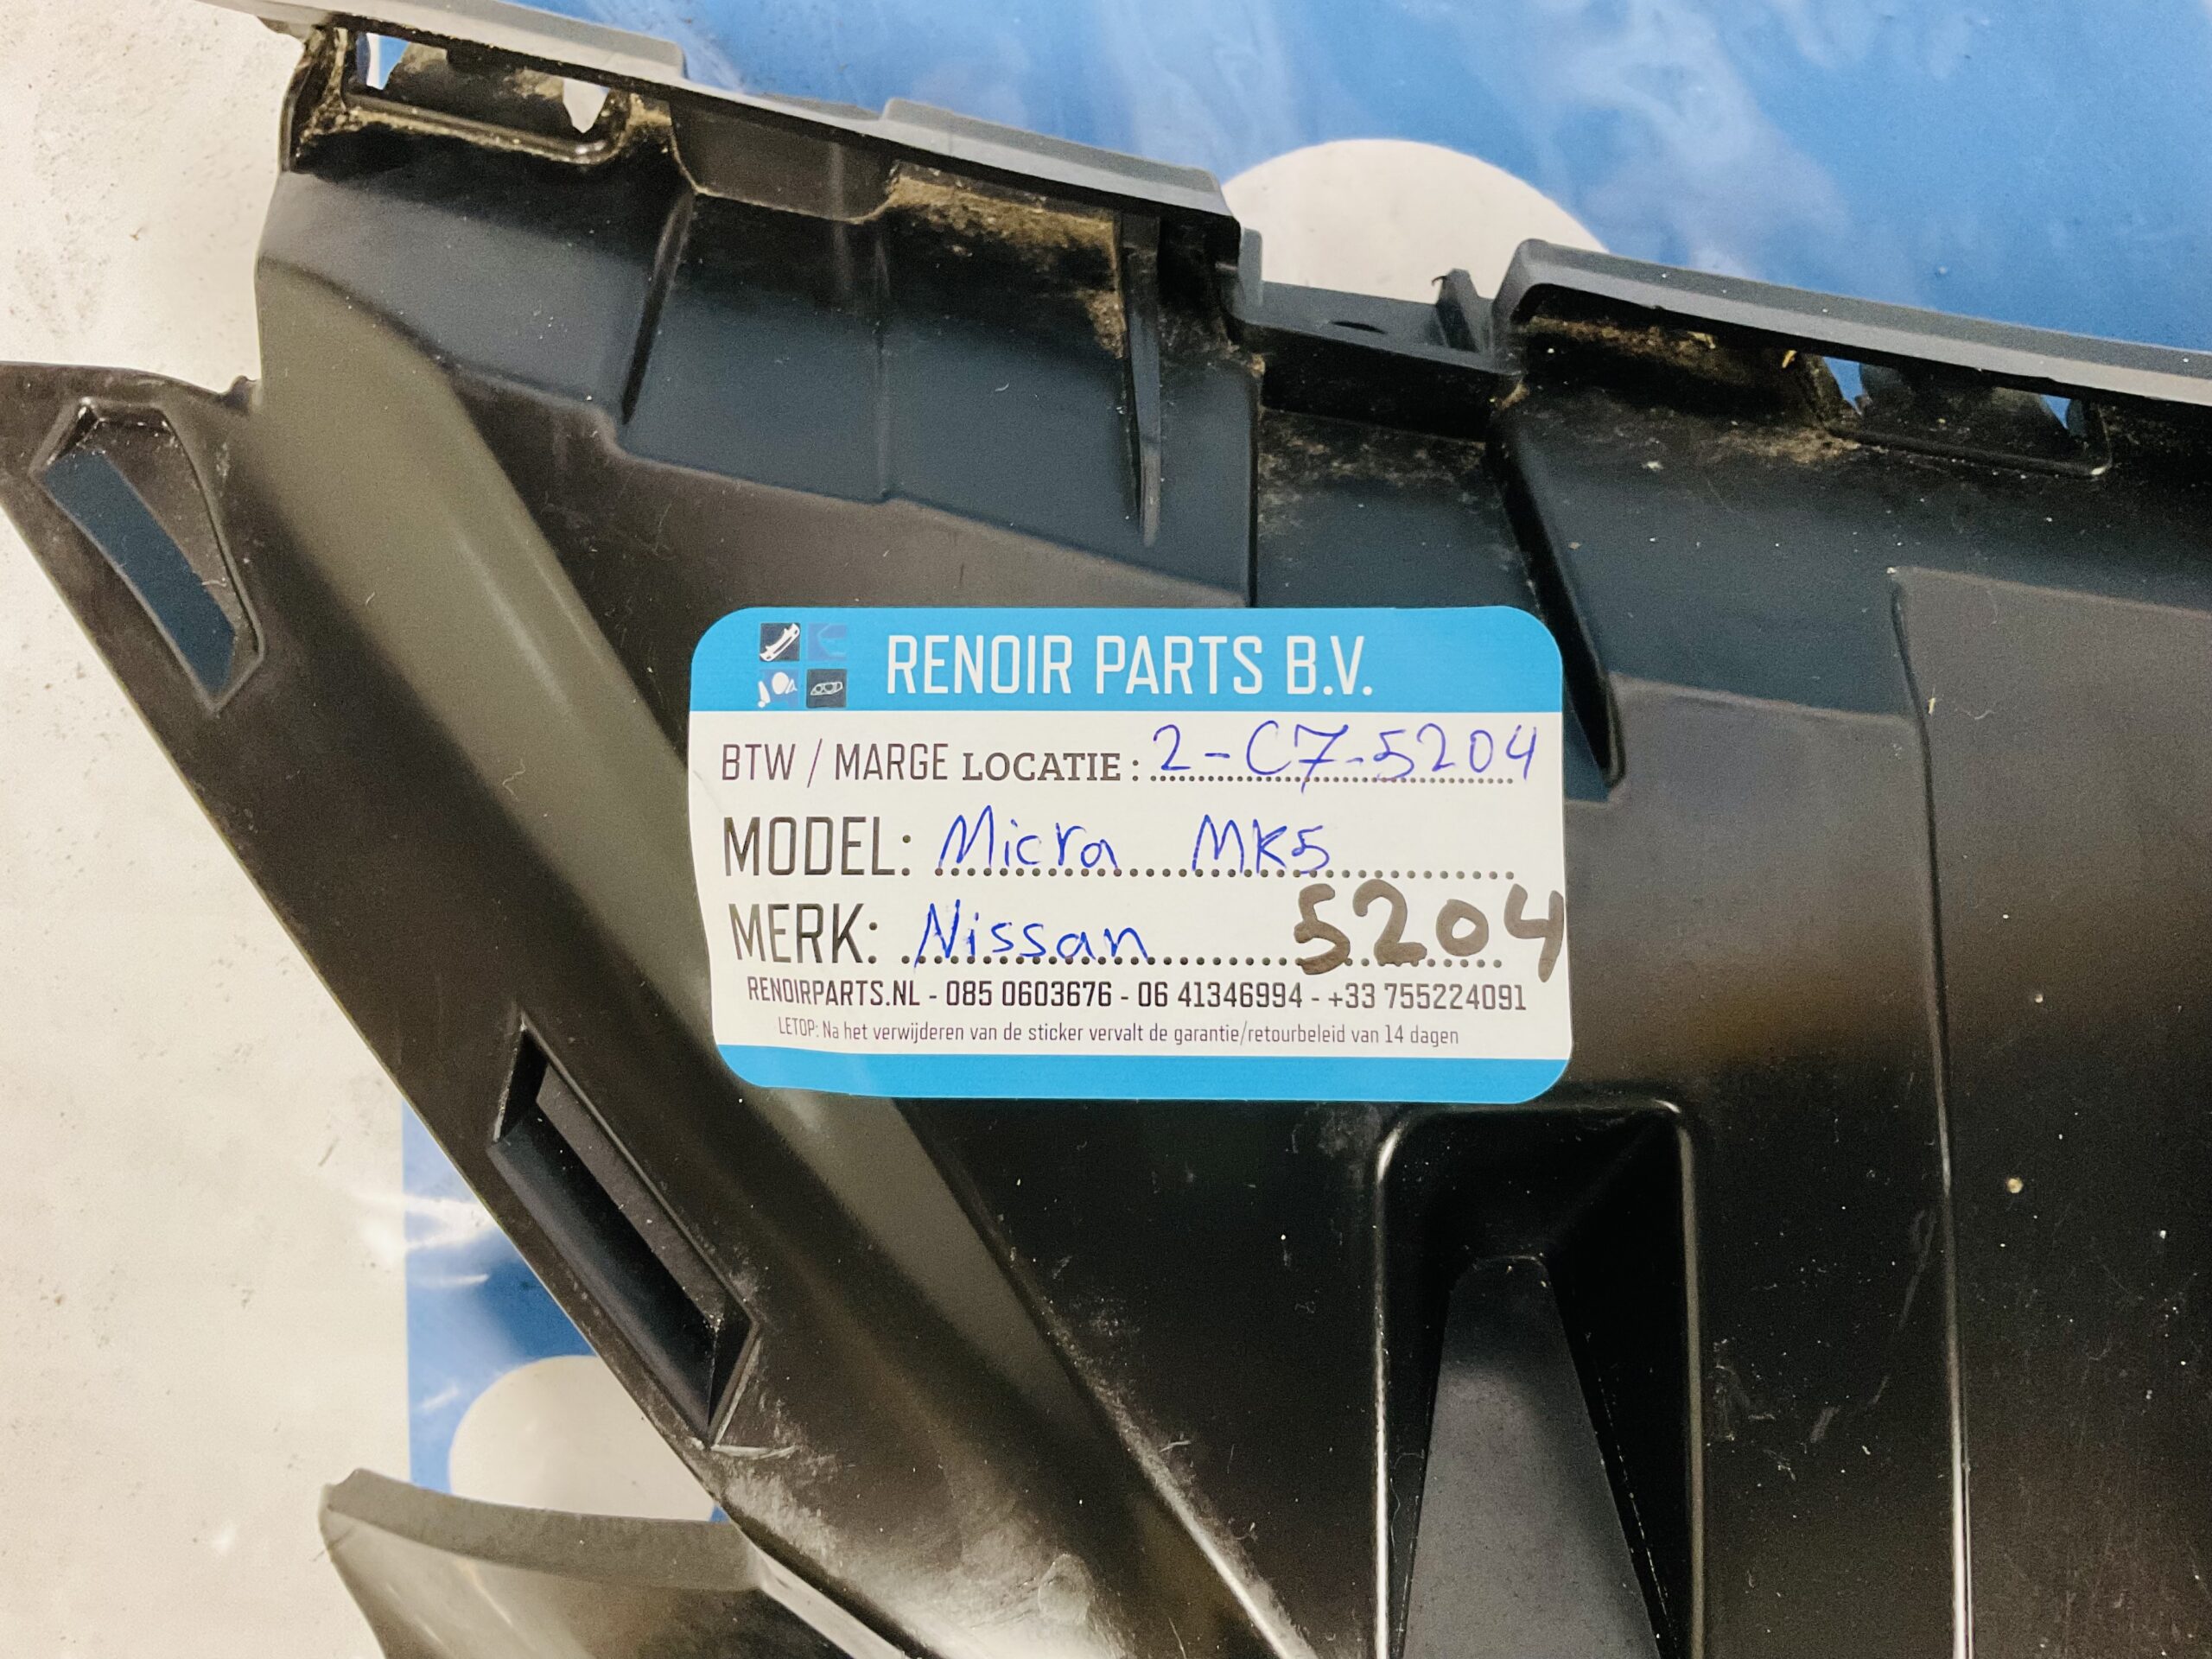 RENOIR PARTS B.V.
BTW / MARGE LOCATIE: 2-C7-5204
MODEL: Micra MK5
MERK: Nissan 5204
RENOIRPARTS.NL - 085 0603676 - 06 41346994 - +33 755224091
LETOP: Na het verwijderen van de sticker vervalt de garantie/retourbeleid van 14 dagen